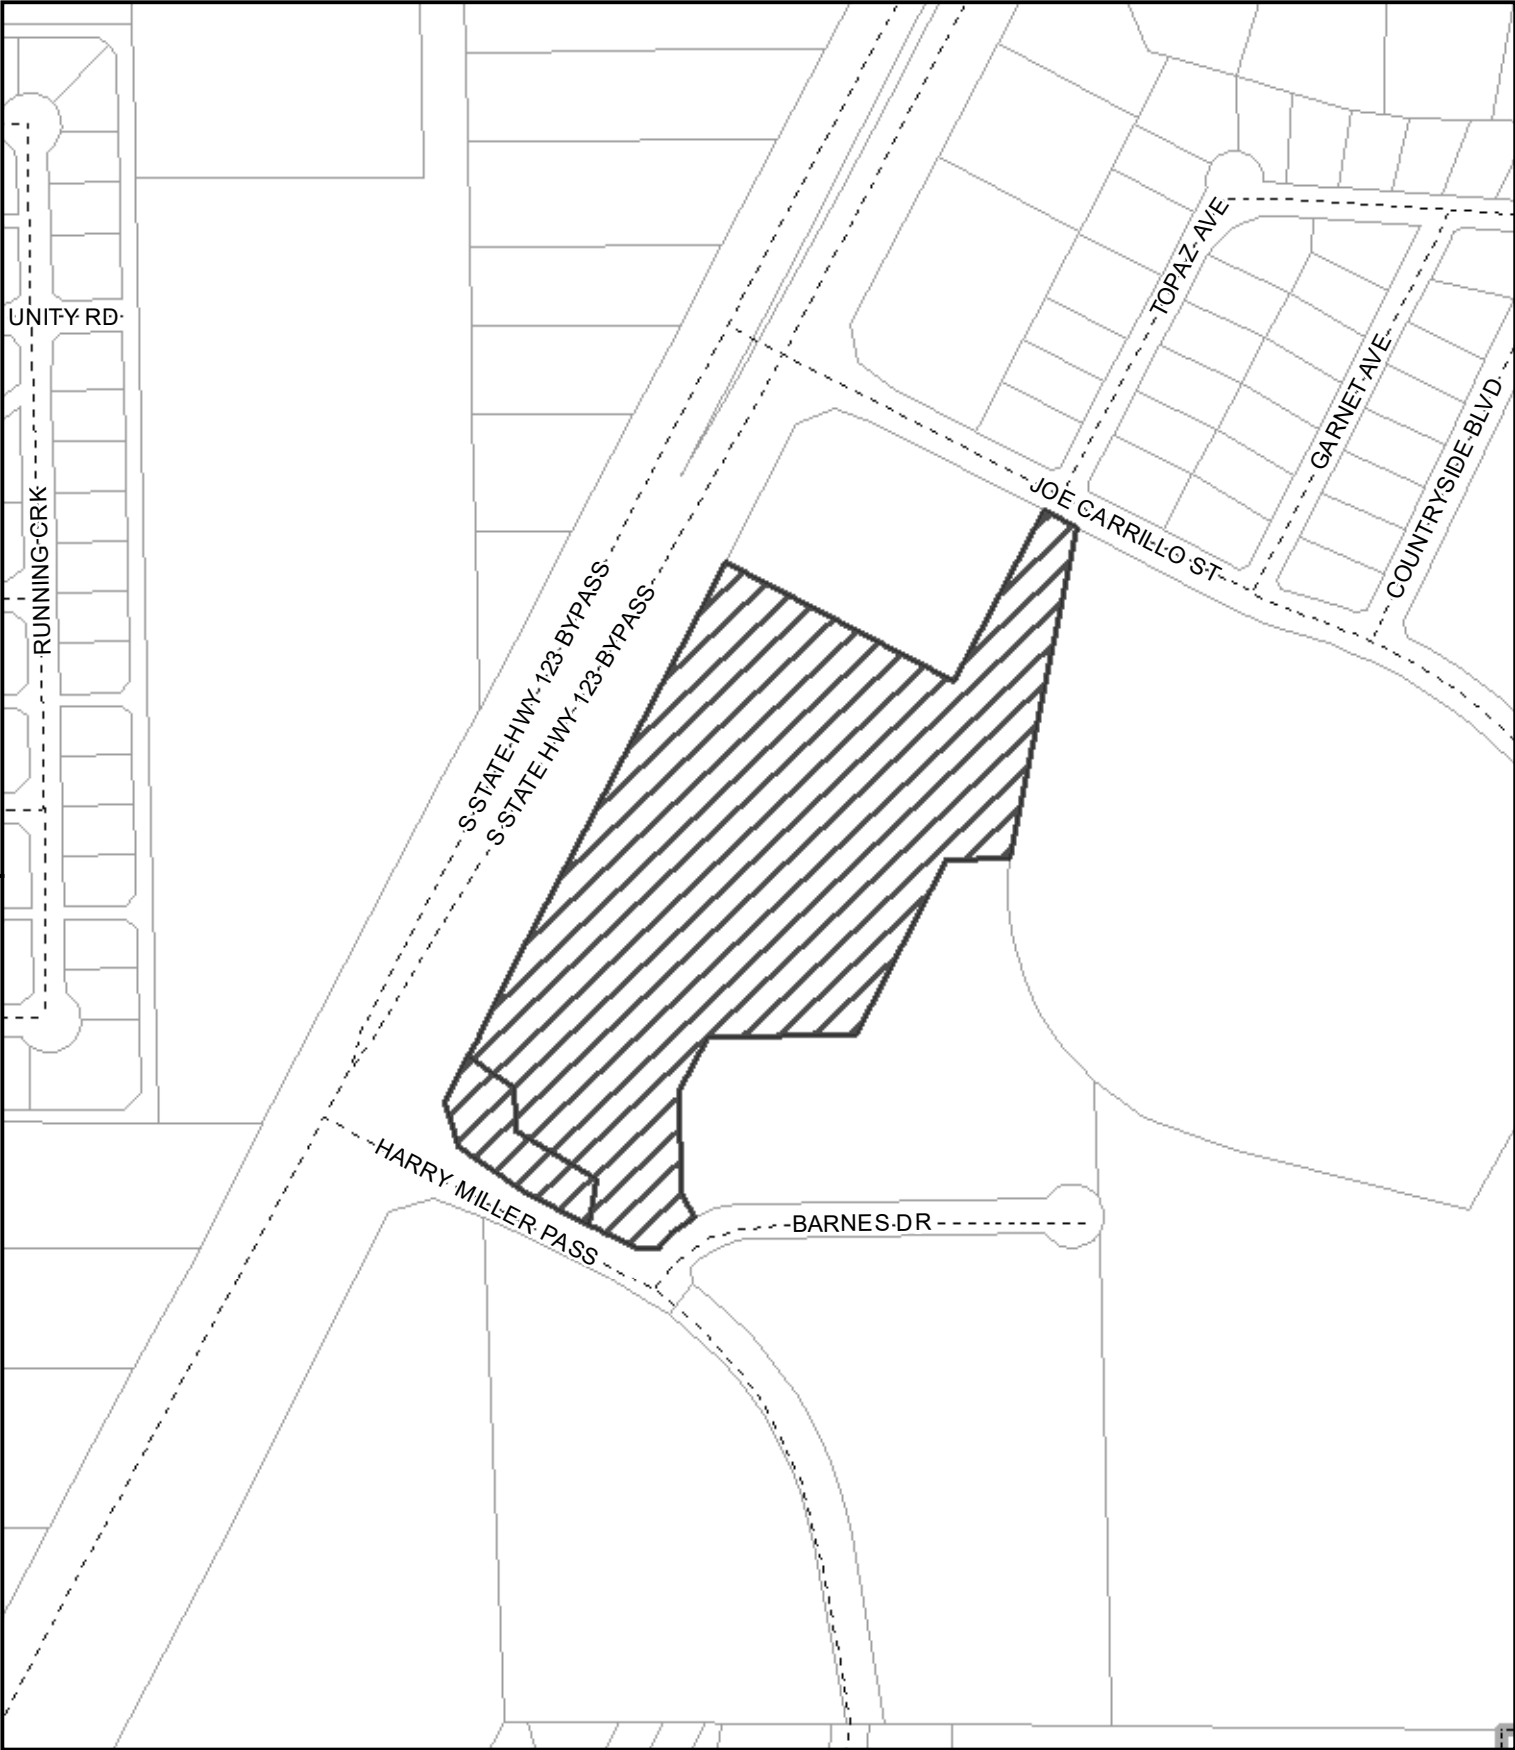 TOPAZ AVE
UNITY RD
GARNET AVE
COUNTRYSIDE BLVD
JOE CARRILLO ST
RUNNING CRK
S STATE HWY 123 BYPASS
S STATE HWY 123 BYPASS
HARRY MILLER PASS
BARNES DR